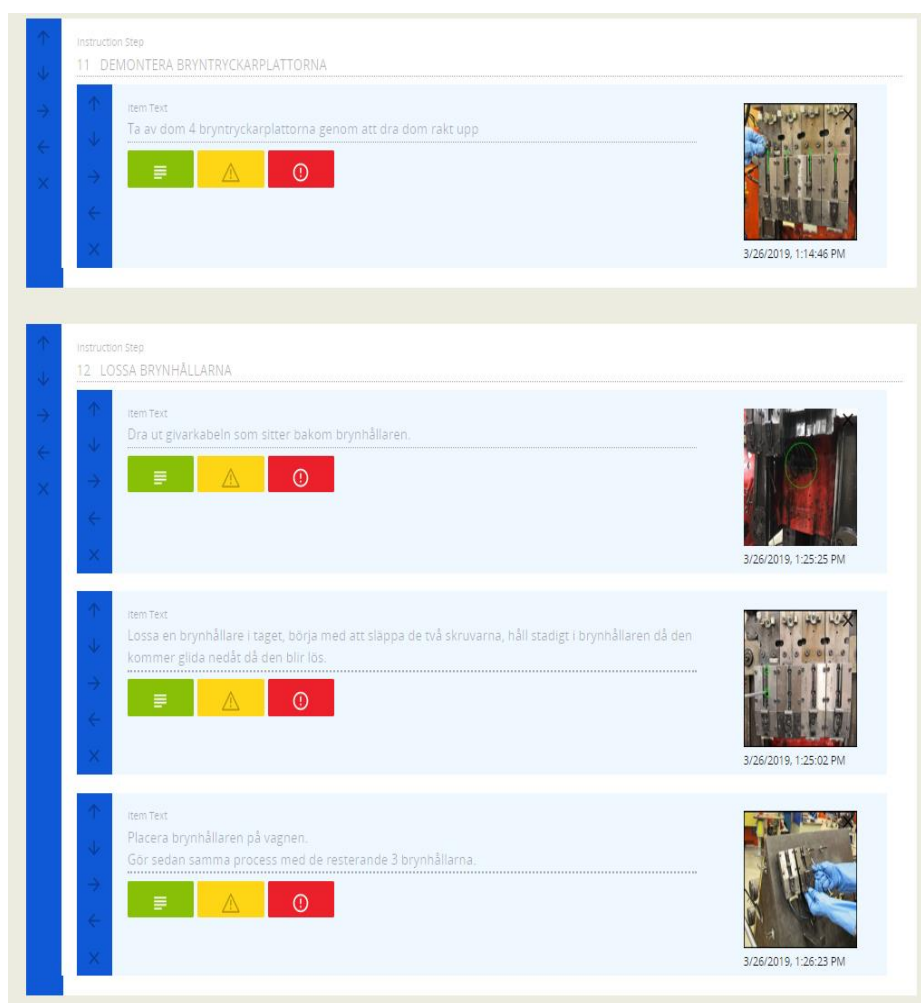 Instruction Step
11 DEMONTERA BRYNTRYCKARPLATTORNA
Item Text
Ta av dom 4 bryntryckarplattorna genom att dra dom rakt upp
3/26/2019, 1:14:46 PM
Instruction Step
12 LOSSA BRYNHÅLLARNA
Item Text
Dra ut givarkabeln som sitter bakom brynhållaren.
3/26/2019, 1:25:25 PM
Item Text
Lossa en brynhållare i taget, börja med att släppa de två skruvarna, håll stadigt i brynhållaren då den
kommer glida nedåt då den blir lös.
3/26/2019, 1:25:02 PM
Item Text
Placera brynhållaren på vagnen.
Gör sedan samma process med de resterande 3 brynhållarna.
3/26/2019, 1:26:23 PM